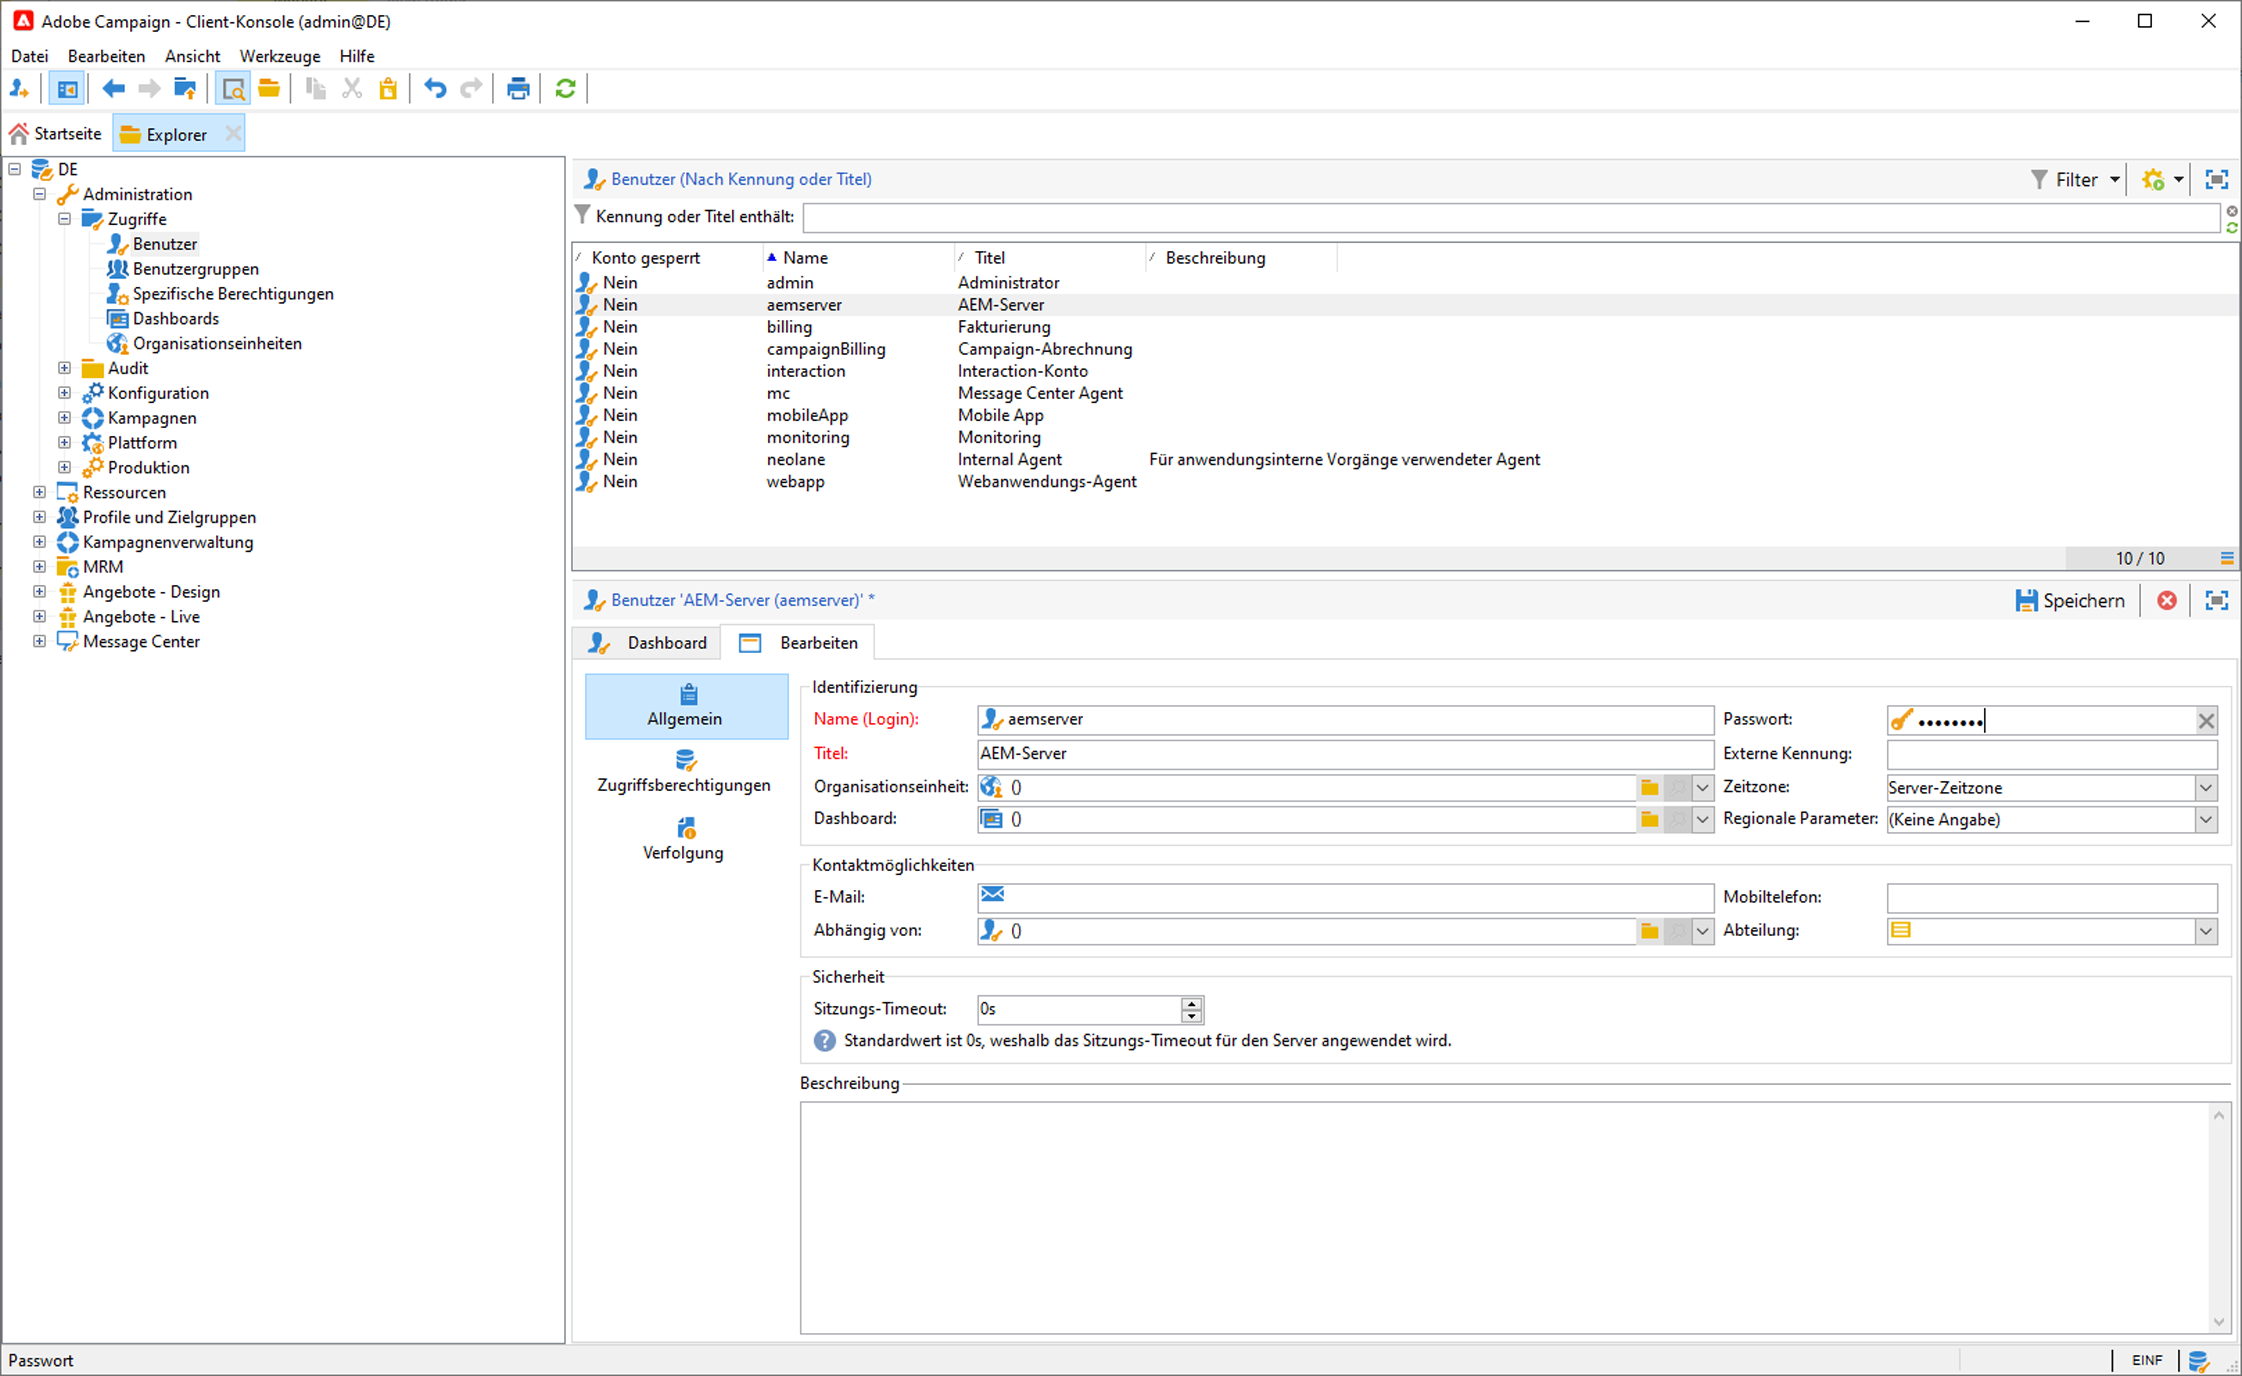 Adobe Campaign - Client-Konsole (admin@DE)
Datei Bearbeiten Ansicht Werkzeuge Hilfe
Startseite Explorer
DE
Administration
Zugriffe
Benutzer
Benutzergruppen
Spezifische Berechtigungen
Dashboards
Organisationseinheiten
Audit
Konfiguration
Kampagnen
Plattform
Produktion
Ressourcen
Profile und Zielgruppen
Kampagnenverwaltung
MRM
Angebote - Design
Angebote - Live
Message Center
Benutzer (Nach Kennung oder Titel) Filter
Kennung oder Titel enthält:
Konto gesperrt Name Titel Beschreibung
Nein admin Administrator
Nein aemserver AEM-Server
Nein billing Fakturierung
Nein campaignBilling Campaign-Abrechnung
Nein interaction Interaction-Konto
Nein mc Message Center Agent
Nein mobileApp Mobile App
Nein monitoring Monitoring
Nein neolane Internal Agent Für anwendungsinterne Vorgänge verwendeter Agent
Nein webapp Webanwendungs-Agent
10 / 10
Benutzer 'AEM-Server (aemserver)' * Speichern
Dashboard Bearbeiten
Allgemein
Zugriffsberechtigungen
Verfolgung
Identifizierung
Name (Login): aemserver Passwort: ••••••••
Titel: AEM-Server Externe Kennung:
Organisationseinheit: () Zeitzone: Server-Zeitzone
Dashboard: () Regionale Parameter: (Keine Angabe)
Kontaktmöglichkeiten
E-Mail: Mobiltelefon:
Abhängig von: () Abteilung:
Sicherheit
Sitzungs-Timeout: 0s
Standardwert ist 0s, weshalb das Sitzungs-Timeout für den Server angewendet wird.
Beschreibung
Passwort EINF